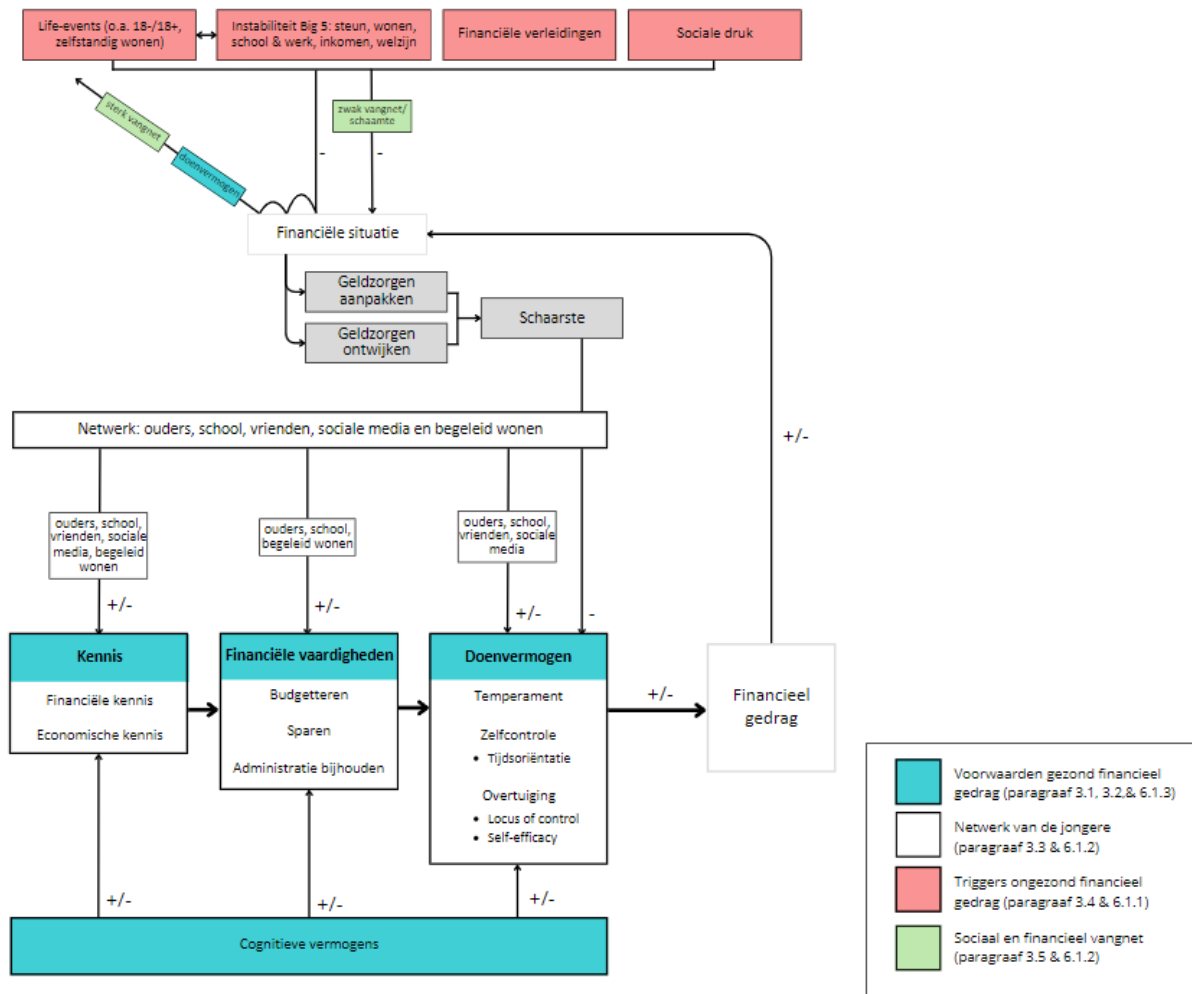 Life-events (o.a. 18-/18+,
zelfstandig wonen)
Instabiliteit Big 5: steun, wonen,
school & werk, inkomen, welzijn
Financiële verleidingen
Sociale druk
sterk vangnet
doenvermogen
zwak vangnet/
schaamte
-
-
Financiële situatie
Geldzorgen
aanpakken
Geldzorgen
ontwijken
Schaarste
Netwerk: ouders, school, vrienden, sociale media en begeleid wonen
+/-
ouders, school,
vrienden, sociale
media, begeleid
wonen
ouders, school,
begeleid wonen
ouders, school,
vrienden, sociale
media
+/-
+/-
+/-
-
Kennis
Financiële kennis
Economische kennis
Financiële vaardigheden
Budgetteren
Sparen
Administratie bijhouden
Doenvermogen
Temperament
Zelfcontrole
• Tijdsoriëntatie
Overtuiging
• Locus of control
• Self-efficacy
+/-
Financieel
gedrag
+/-
+/-
+/-
Cognitieve vermogens
Voorwaarden gezond financieel
gedrag (paragraaf 3.1, 3.2,& 6.1.3)
Netwerk van de jongere
(paragraaf 3.3 & 6.1.2)
Triggers ongezond financieel
gedrag (paragraaf 3.4 & 6.1.1)
Sociaal en financieel vangnet
(paragraaf 3.5 & 6.1.2)